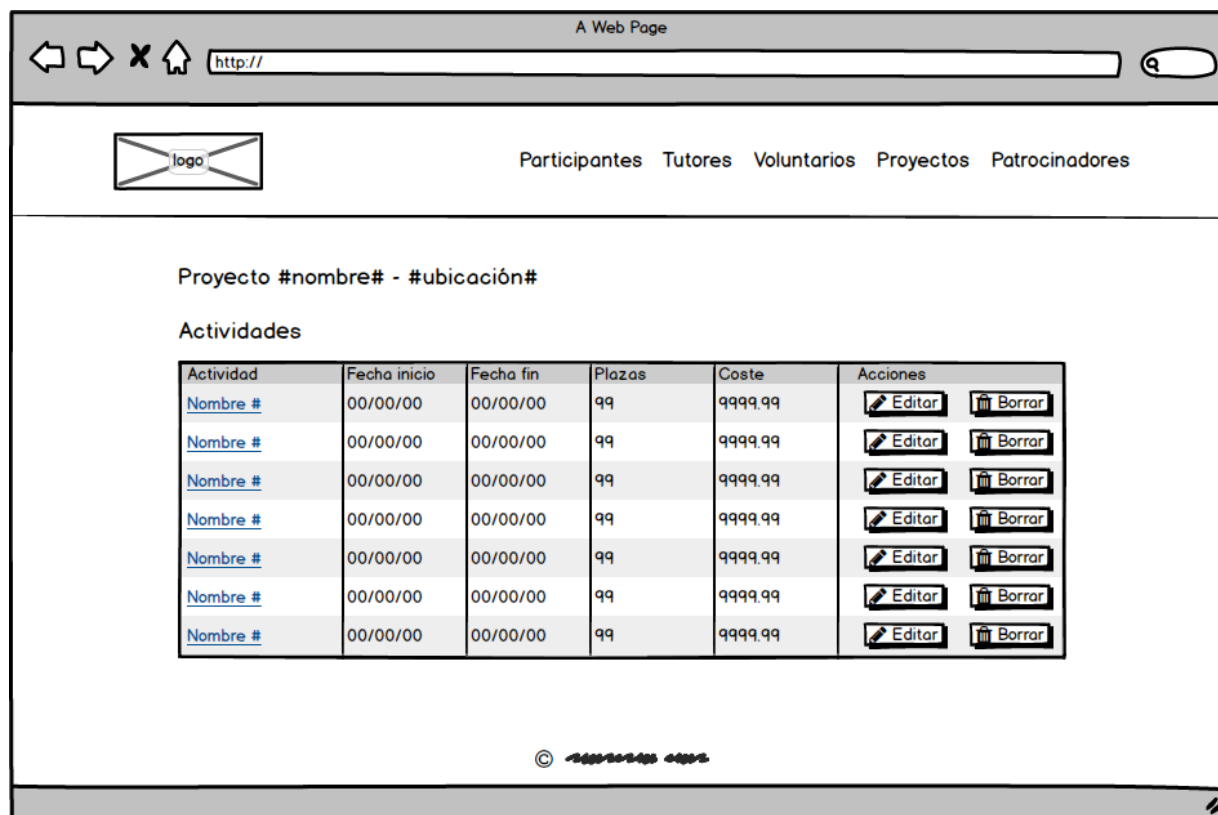 A Web Page
http://
logo
Participantes Tutores Voluntarios Proyectos Patrocinadores
Proyecto #nombre# - #ubicación#
Actividades
Actividad Fecha inicio Fecha fin Plazas Coste Acciones
Nombre # 00/00/00 00/00/00 99 9999.99 Editar Borrar
Nombre # 00/00/00 00/00/00 99 9999.99 Editar Borrar
Nombre # 00/00/00 00/00/00 99 9999.99 Editar Borrar
Nombre # 00/00/00 00/00/00 99 9999.99 Editar Borrar
Nombre # 00/00/00 00/00/00 99 9999.99 Editar Borrar
Nombre # 00/00/00 00/00/00 99 9999.99 Editar Borrar
Nombre # 00/00/00 00/00/00 99 9999.99 Editar Borrar
©